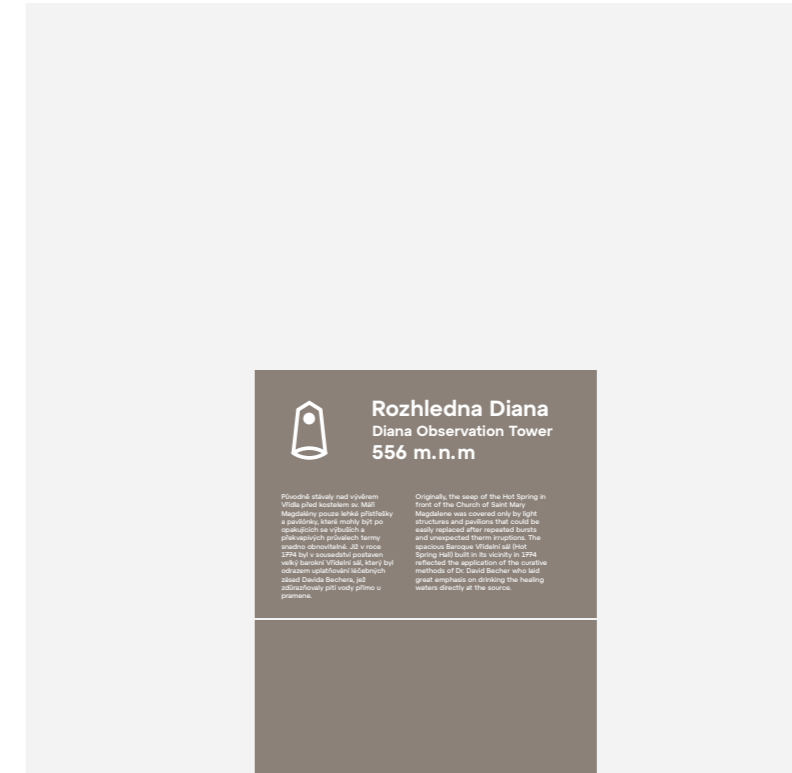 Rozhledna Diana
Diana Observation Tower
556 m.n.m
Původně stávaly nad vývěrem
Vřídla před kostelem sv. Máří
Magdalény pouze lehké přístřešky
a pavilónky, které mohly být po
opakujících se výbuších a
překvapivých průvalech termy
snadno obnovitelné. Již v roce
1774 byl v sousedství postaven
velký barokní Vřídelní sál, který byl
odrazem uplatňování léčebných
zásad Davida Bechera, jež
zdůrazňovaly pití vody přímo u
pramene.
Originally, the seep of the Hot Spring in
front of the Church of Saint Mary
Magdalene was covered only by light
structures and pavilions that could be
easily replaced after repeated bursts
and unexpected therm irruptions. The
spacious Baroque Vřídelní sál (Hot
Spring Hall) built in its vicinity in 1774
reflected the application of the curative
methods of Dr. David Becher who laid
great emphasis on drinking the healing
waters directly at the source.